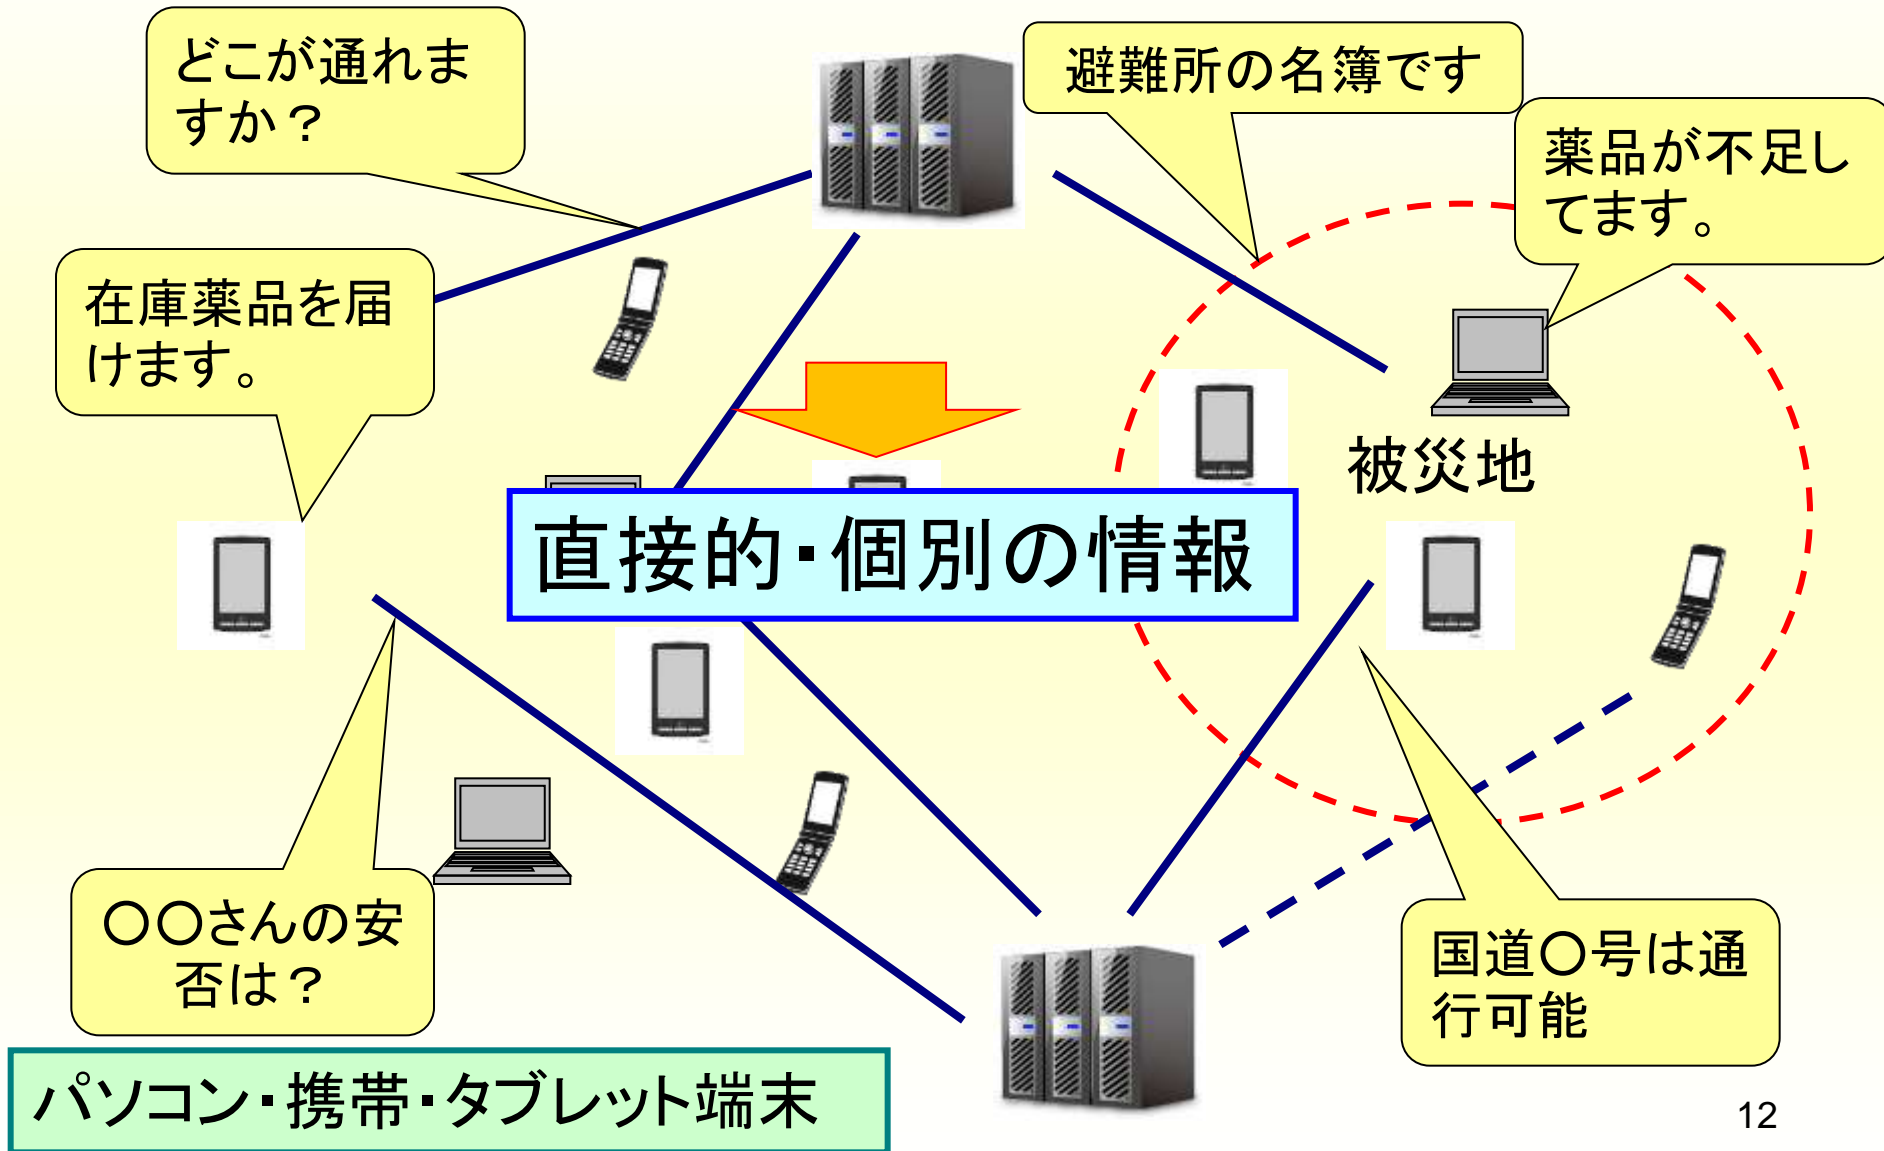 どこが通れま
すか？
避難所の名簿です
薬品が不足し
てます。
在庫薬品を届
けます。
被災地
直接的・個別の情報
〇〇さんの安
否は？
国道〇号は通
行可能
パソコン・携帯・タブレット端末
12